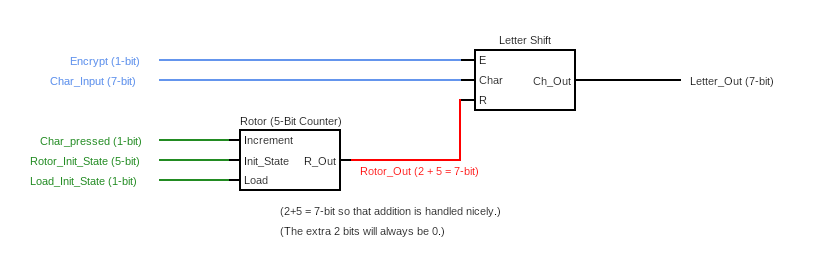 Letter Shift
Encrypt (1-bit)
E
Char_Input (7-bit)
Char
Ch_Out
Letter_Out (7-bit)
R
Rotor (5-Bit Counter)
Char_pressed (1-bit)
Increment
Rotor_Init_State (5-bit)
Init_State
R_Out
Rotor_Out (2 + 5 = 7-bit)
Load_Init_State (1-bit)
Load
(2+5 = 7-bit so that addition is handled nicely.)
(The extra 2 bits will always be 0.)